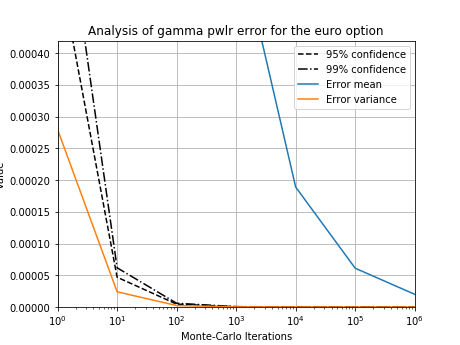 Analysis of gamma pwlr error for the euro option
95% confidence
99% confidence
Error mean
Error variance
0.00040
0.00035
0.00030
0.00025
0.00020
0.00015
0.00010
0.00005
0.00000
10⁰ 10¹ 10² 10³ 10⁴ 10⁵ 10⁶
Monte-Carlo Iterations